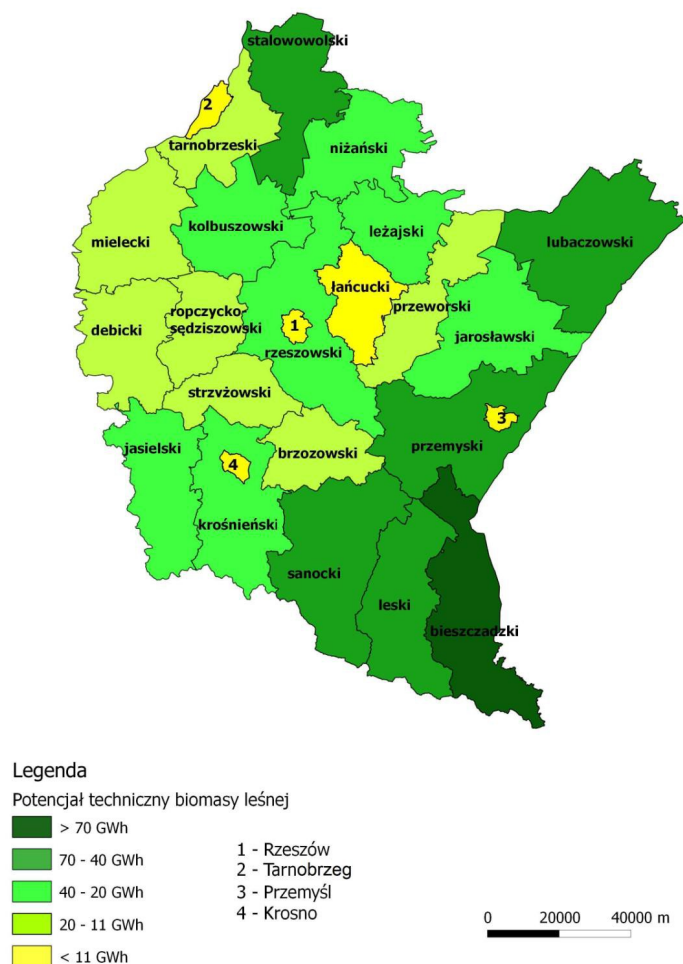 stalowowolski
2
tarnobrzeski
niżański
kolbuszowski
leżajski
mielecki
lubaczowski
łańcucki
ropczycko-
sędziszowski
przeworski
debicki
1
rzeszowski
jarosławski
strzyżowski
3
jasielski
brzozowski
przemyski
4
krośnieński
sanocki
leski
bieszczadzki
Legenda
Potencjał techniczny biomasy leśnej
> 70 GWh
70 - 40 GWh
40 - 20 GWh
20 - 11 GWh
< 11 GWh
1 - Rzeszów
2 - Tarnobrzeg
3 - Przemyśl
4 - Krosno
0 20000 40000 m